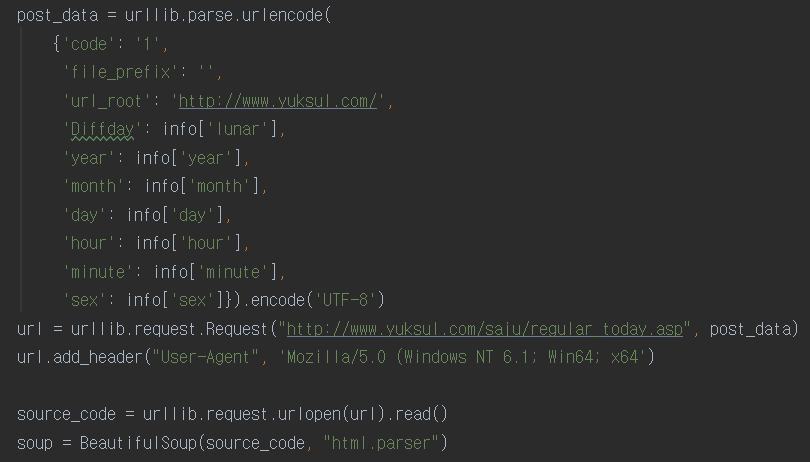 post_data = urllib.parse.urlencode(
{'code': '1',
'file_prefix': '',
'url_root': 'http://www.yuksul.com/',
'Diffday': info['lunar'],
'year': info['year'],
'month': info['month'],
'day': info['day'],
'hour': info['hour'],
'minute': info['minute'],
'sex': info['sex']}).encode('UTF-8')
url = urllib.request.Request("http://www.yuksul.com/saju/regular_today.asp", post_data)
url.add_header("User-Agent", 'Mozilla/5.0 (Windows NT 6.1; Win64; x64')
source_code = urllib.request.urlopen(url).read()
soup = BeautifulSoup(source_code, "html.parser")